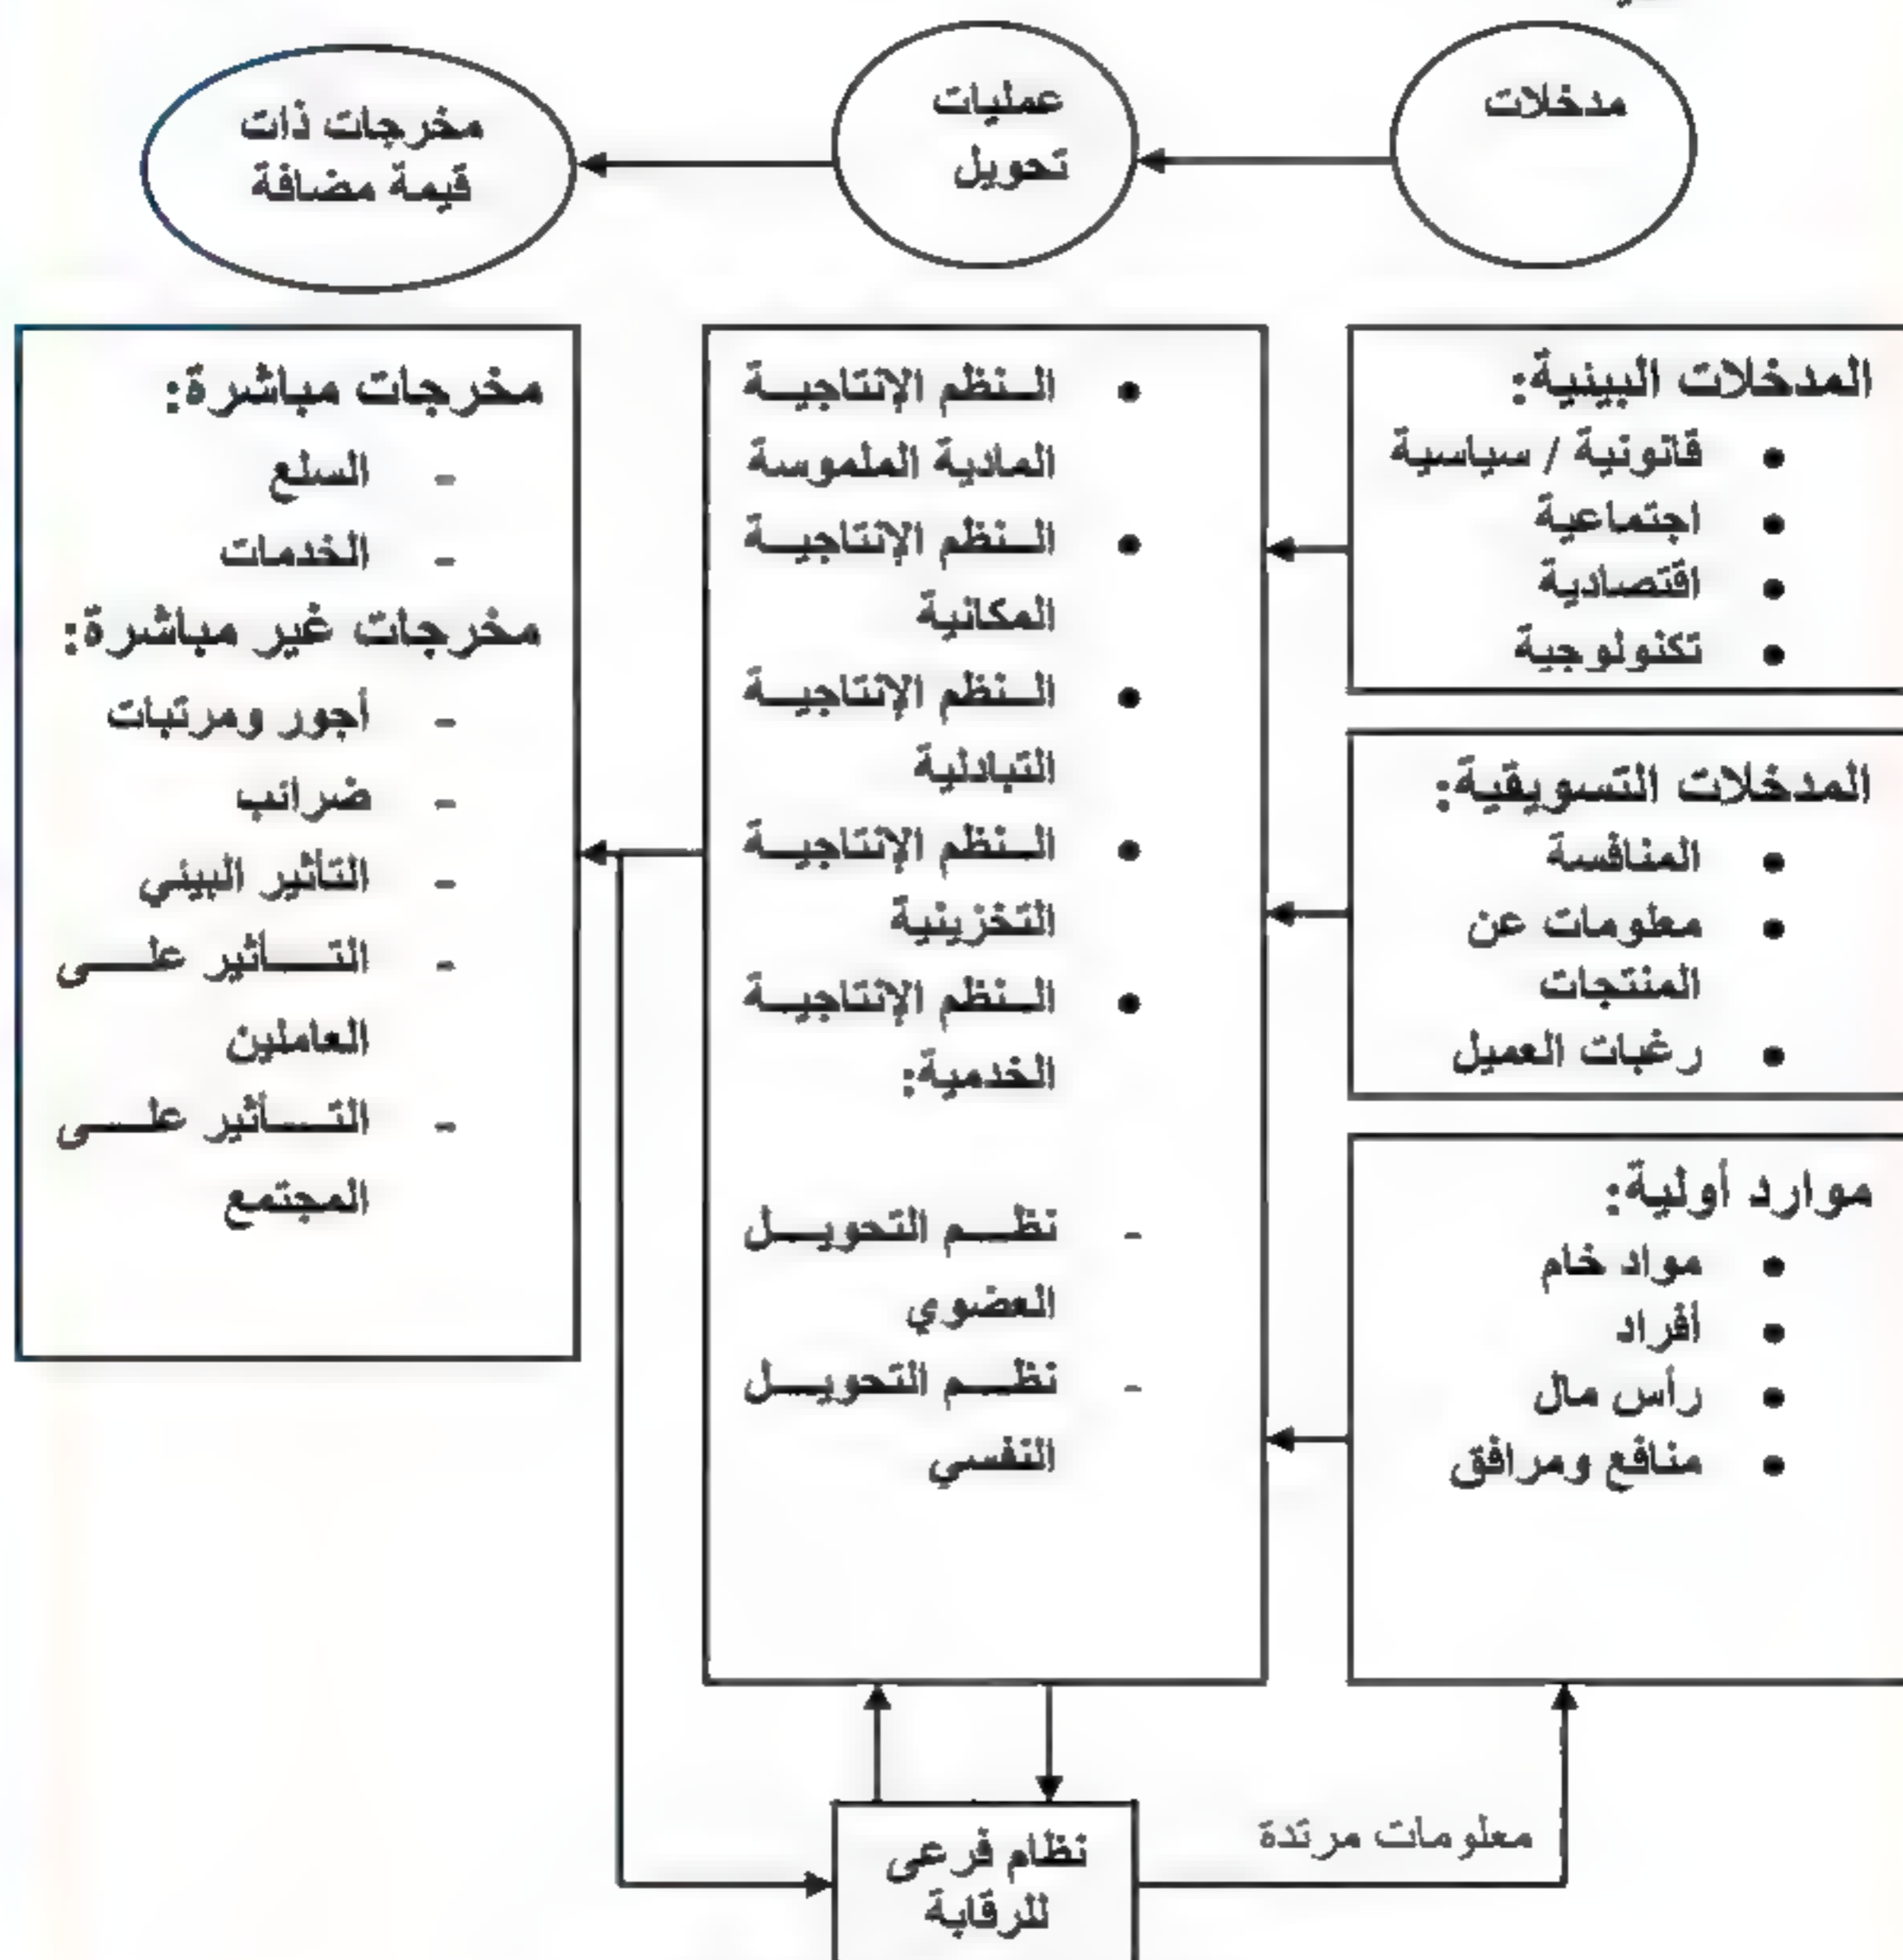 مدخلات
عمليات
تحويل
مخرجات ذات
قيمة مضافة
المدخلات البيئية:
• قانونية / سياسية
• اجتماعية
• اقتصادية
• تكنولوجية
المدخلات التسويقية:
• المنافسة
• معلومات عن
المنتجات
• رغبات العميل
موارد أولية:
• مواد خام
• أفراد
• رأس مال
• منافع ومرافق
• النظم الإنتاجية
المادية الملموسة
• النظم الإنتاجية
المكانية
• النظم الإنتاجية
التبادلية
• النظم الإنتاجية
التخزينية
• النظم الإنتاجية
الخدمية:
- نظم التحويل
العضوي
- نظم التحويل
النفسي
مخرجات مباشرة:
- السلع
- الخدمات
مخرجات غير مباشرة:
- أجور ومرتبات
- ضرائب
- التأثير البيئي
- التأثير على
العاملين
- التأثير على
المجتمع
نظام فرعى
للرقابة
معلومات مرتدة